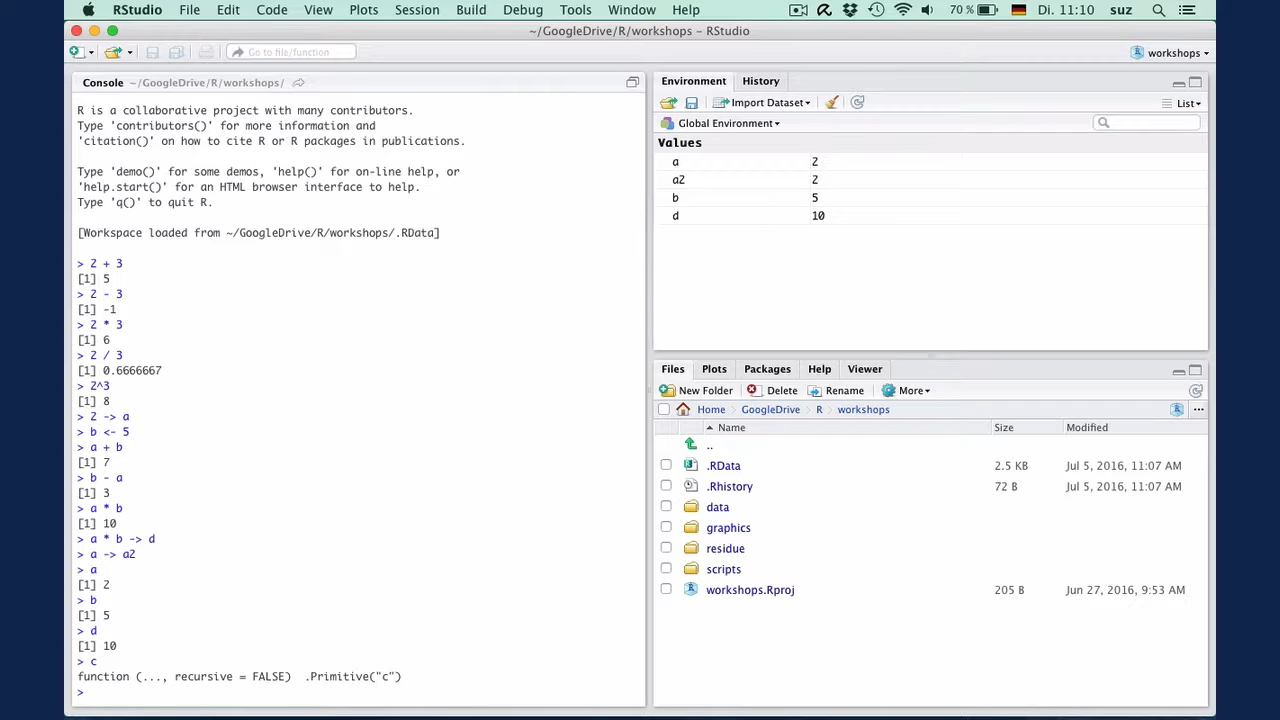 RStudio File Edit Code View Plots Session Build Debug Tools Window Help 70 % Di. 11:10 suz
~/GoogleDrive/R/workshops – RStudio
Go to file/function workshops
Console ~/GoogleDrive/R/workshops/
R is a collaborative project with many contributors.
Type 'contributors()' for more information and
'citation()' on how to cite R or R packages in publications.
Type 'demo()' for some demos, 'help()' for on-line help, or
'help.start()' for an HTML browser interface to help.
Type 'q()' to quit R.
[Workspace loaded from ~/GoogleDrive/R/workshops/.RData]
> 2 + 3
[1] 5
> 2 - 3
[1] -1
> 2 * 3
[1] 6
> 2 / 3
[1] 0.6666667
> 2^3
[1] 8
> 2 -> a
> b <- 5
> a + b
[1] 7
> b - a
[1] 3
> a * b
[1] 10
> a * b -> d
> a -> a2
> a
[1] 2
> b
[1] 5
> d
[1] 10
> c
function (..., recursive = FALSE)  .Primitive("c")
>
Environment History
Import Dataset List
Global Environment
Values
a 2
a2 2
b 5
d 10
Files Plots Packages Help Viewer
New Folder Delete Rename More
Home GoogleDrive R workshops
Name Size Modified
..
.RData 2.5 KB Jul 5, 2016, 11:07 AM
.Rhistory 72 B Jul 5, 2016, 11:07 AM
data
graphics
residue
scripts
workshops.Rproj 205 B Jun 27, 2016, 9:53 AM